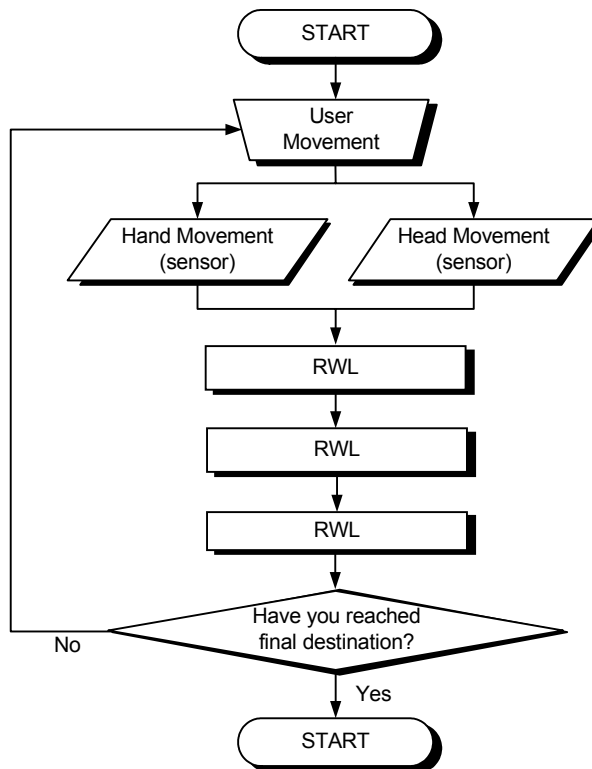 START
User
Movement
Hand Movement
(sensor)
Head Movement
(sensor)
RWL
RWL
RWL
Have you reached
final destination?
No
Yes
START